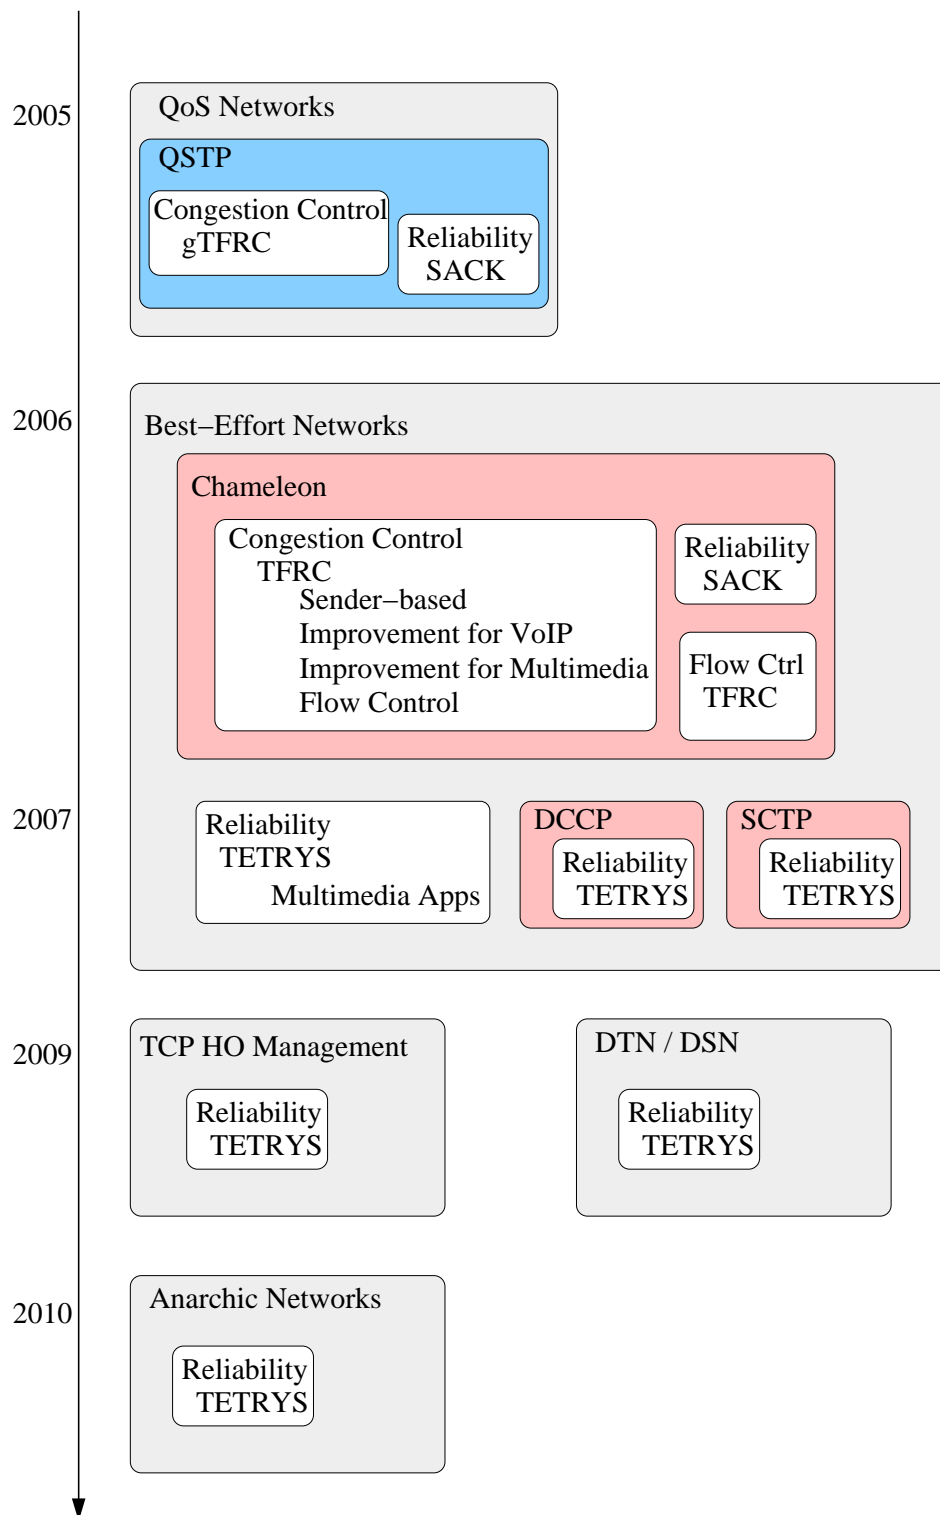 2005
QoS Networks
QSTP
Congestion Control
gTFRC
Reliability
SACK
2006
Best−Effort Networks
Chameleon
Congestion Control
TFRC
Sender−based
Improvement for VoIP
Improvement for Multimedia
Flow Control
Reliability
SACK
Flow Ctrl
TFRC
2007
Reliability
TETRYS
Multimedia Apps
DCCP
Reliability
TETRYS
SCTP
Reliability
TETRYS
2009
TCP HO Management
Reliability
TETRYS
DTN / DSN
Reliability
TETRYS
2010
Anarchic Networks
Reliability
TETRYS